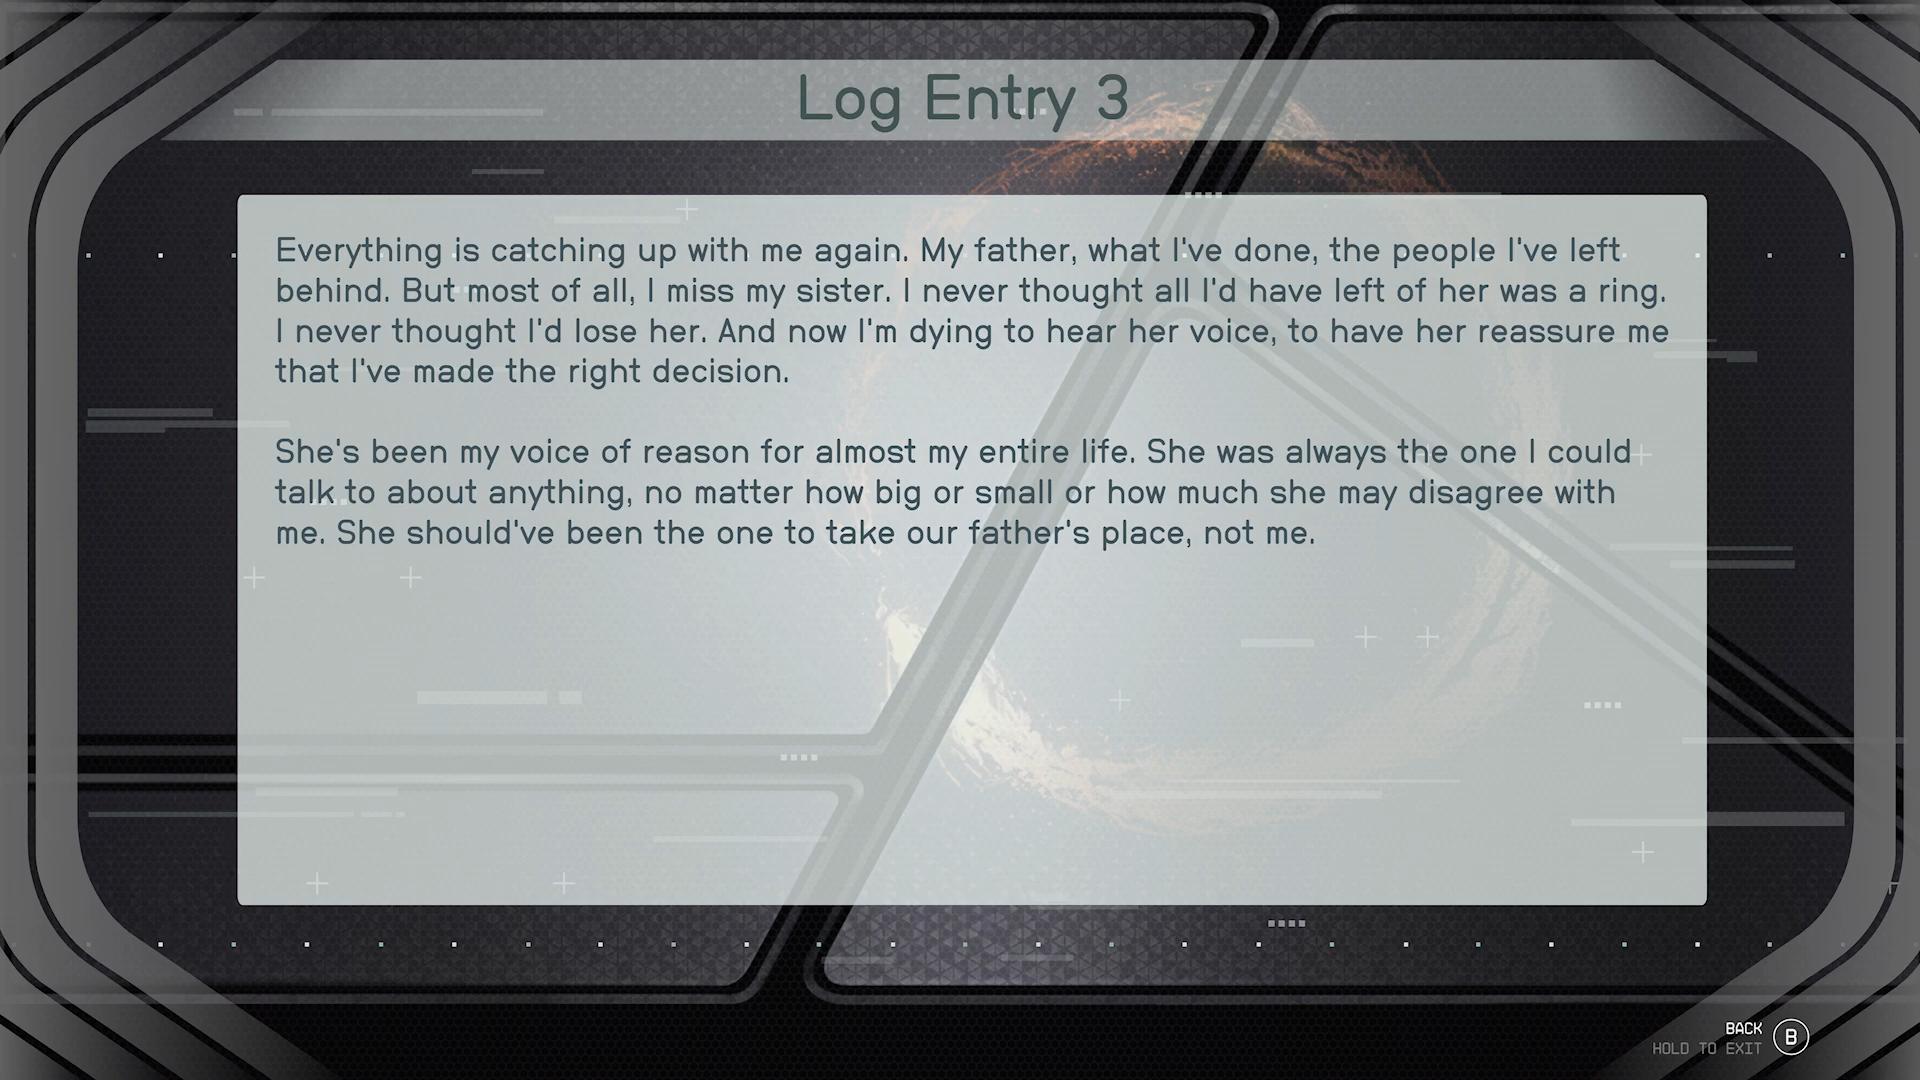 Log Entry 3
Everything is catching up with me again. My father, what I've done, the people I've left
behind. But most of all, I miss my sister. I never thought all I'd have left of her was a ring.
I never thought I'd lose her. And now I'm dying to hear her voice, to have her reassure me
that I've made the right decision.
She's been my voice of reason for almost my entire life. She was always the one I could
talk to about anything, no matter how big or small or how much she may disagree with
me. She should've been the one to take our father's place, not me.
BACK
HOLD TO EXIT
B